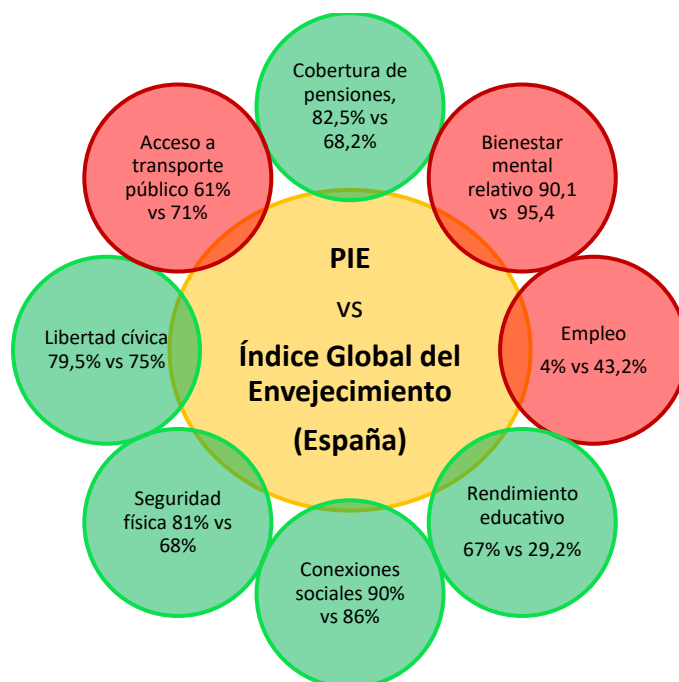 Cobertura de
pensiones,
82,5% vs
68,2%
Bienestar
mental
relativo 90,1
vs 95,4
Empleo
4% vs 43,2%
Rendimiento
educativo
67% vs 29,2%
Conexiones
sociales 90%
vs 86%
Seguridad
física 81% vs
68%
Libertad cívica
79,5% vs 75%
Acceso a
transporte
público 61%
vs 71%
PIE
vs
Índice Global del
Envejecimiento
(España)